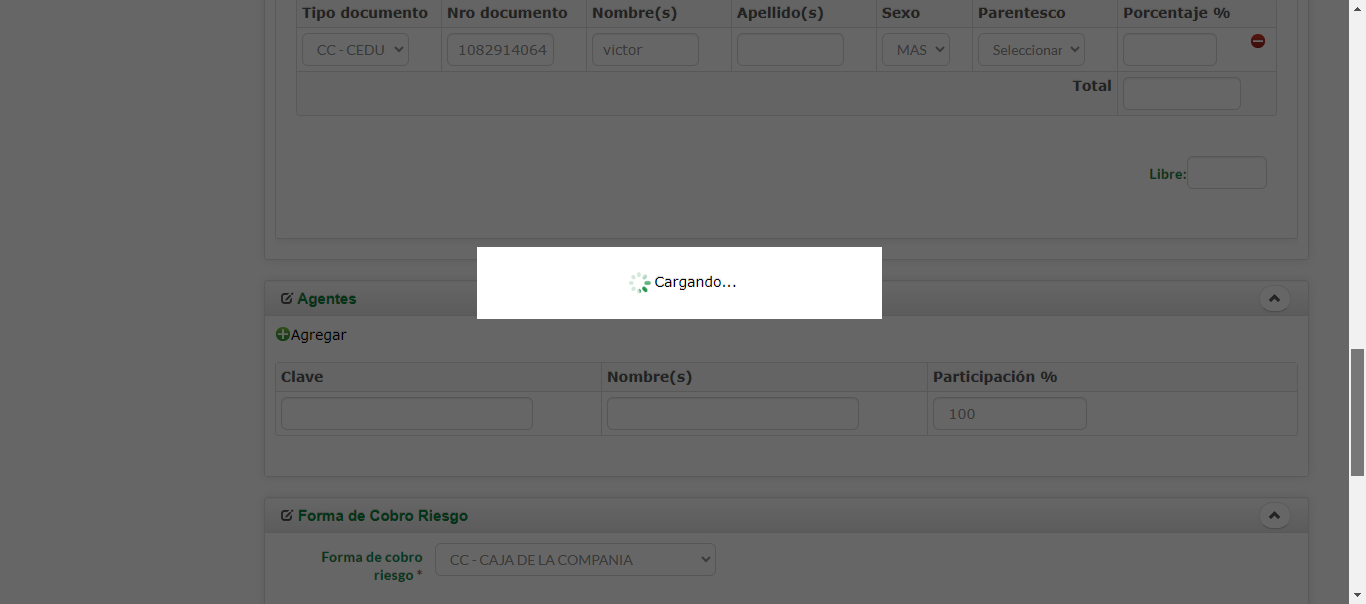 Tipo documento Nro documento Nombre(s) Apellido(s) Sexo Parentesco Porcentaje %
CC - CEDU 1082914064 victor MAS Seleccionar
Total
Libre:
Cargando...
Agentes
Agregar
Clave Nombre(s) Participación %
100
Forma de Cobro Riesgo
Forma de cobro
riesgo * CC - CAJA DE LA COMPANIA